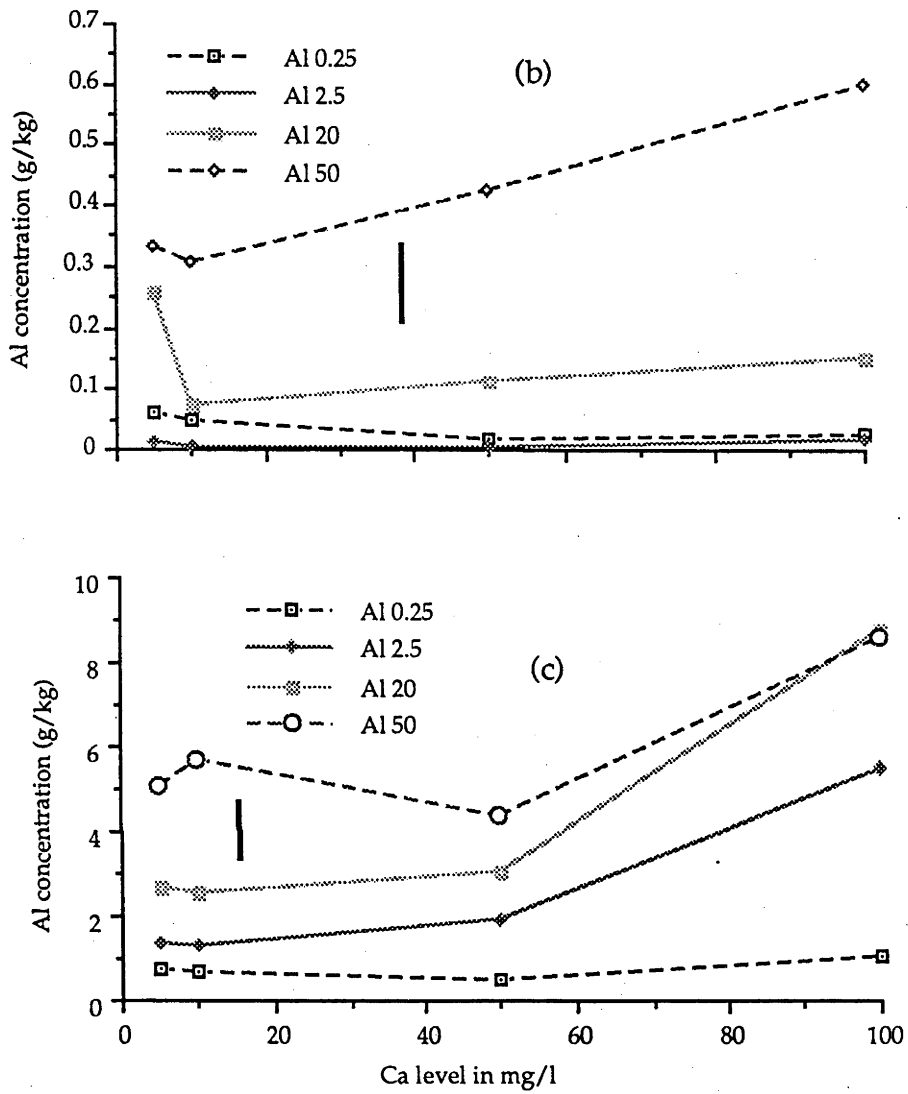 0.7
0.6
0.5
0.4
0.3
0.2
0.1
0
Al concentration (g/kg)
Al 0.25
Al 2.5
Al 20
Al 50
(b)
10
8
6
4
2
0
Al concentration (g/kg)
Al 0.25
Al 2.5
Al 20
Al 50
(c)
0 20 40 60 80 100
Ca level in mg/l